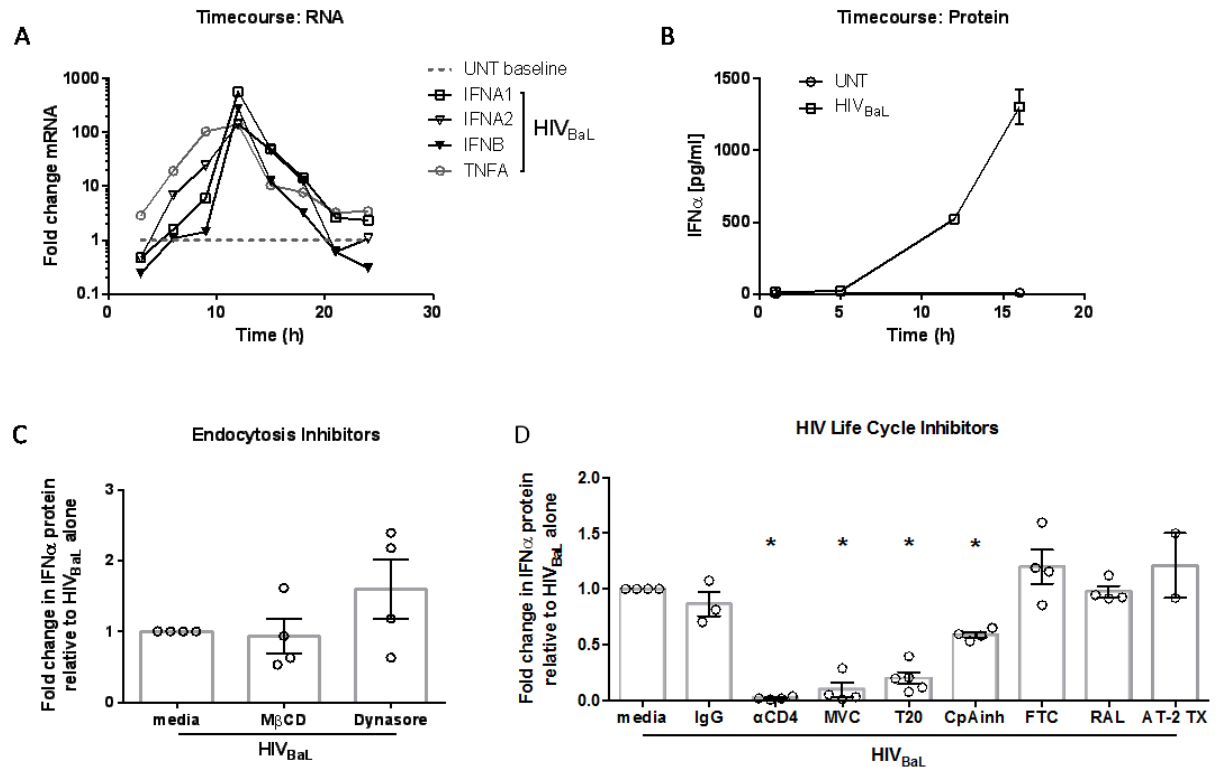 Timecourse: RNA
A
1000
100
10
1
0.1
Fold change mRNA
0
10
20
30
Time (h)
UNT baseline
IFNA1
IFNA2
IFNB
TNFA
HIVBaL
Timecourse: Protein
B
1500
1000
500
0
IFNα [pg/ml]
0
5
10
15
20
Time (h)
UNT
HIVBaL
C
Endocytosis Inhibitors
Fold change in IFNα protein
relative to HIVBaL alone
3
2
1
0
media
MβCD
Dynasore
HIVBaL
D
HIV Life Cycle Inhibitors
Fold change in IFNα protein
relative to HIVBaL alone
2.0
1.5
1.0
0.5
0.0
* * * *
media
IgG
αCD4
MVC
T20
CpAinh
FTC
RAL
AT-2 TX
HIVBaL